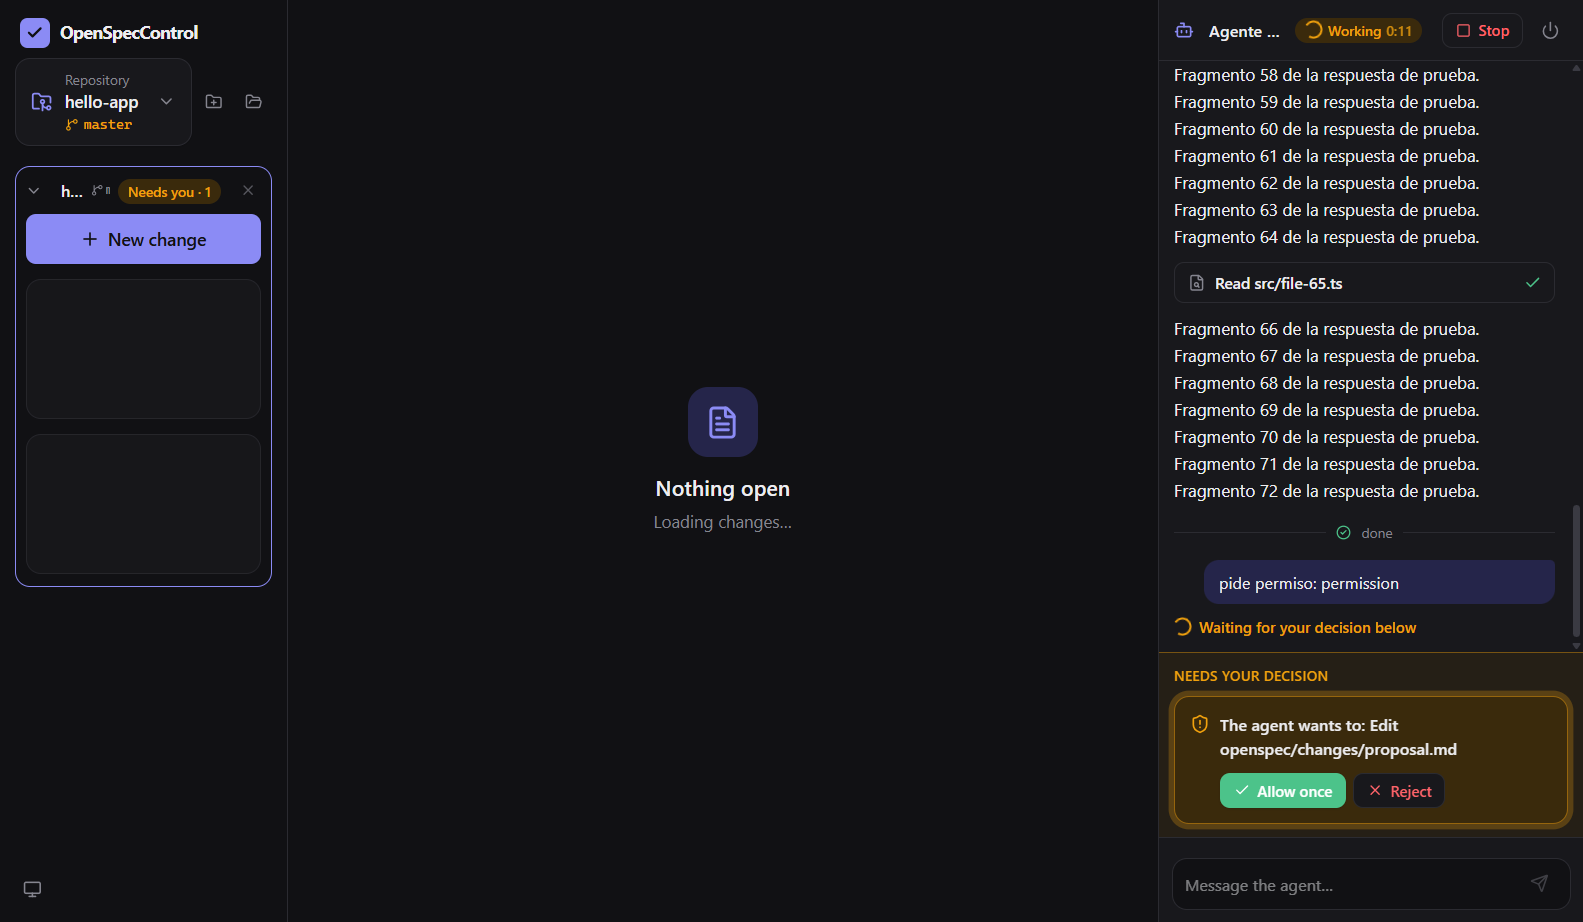 OpenSpecControl
Repository
hello-app
master
h...
Needs you · 1
New change
Nothing open
Loading changes...
Agente ...
Working 0:11
Stop
Fragmento 58 de la respuesta de prueba.
Fragmento 59 de la respuesta de prueba.
Fragmento 60 de la respuesta de prueba.
Fragmento 61 de la respuesta de prueba.
Fragmento 62 de la respuesta de prueba.
Fragmento 63 de la respuesta de prueba.
Fragmento 64 de la respuesta de prueba.
Read src/file-65.ts
Fragmento 66 de la respuesta de prueba.
Fragmento 67 de la respuesta de prueba.
Fragmento 68 de la respuesta de prueba.
Fragmento 69 de la respuesta de prueba.
Fragmento 70 de la respuesta de prueba.
Fragmento 71 de la respuesta de prueba.
Fragmento 72 de la respuesta de prueba.
done
pide permiso: permission
Waiting for your decision below
NEEDS YOUR DECISION
The agent wants to: Edit
openspec/changes/proposal.md
Allow once
Reject
Message the agent...